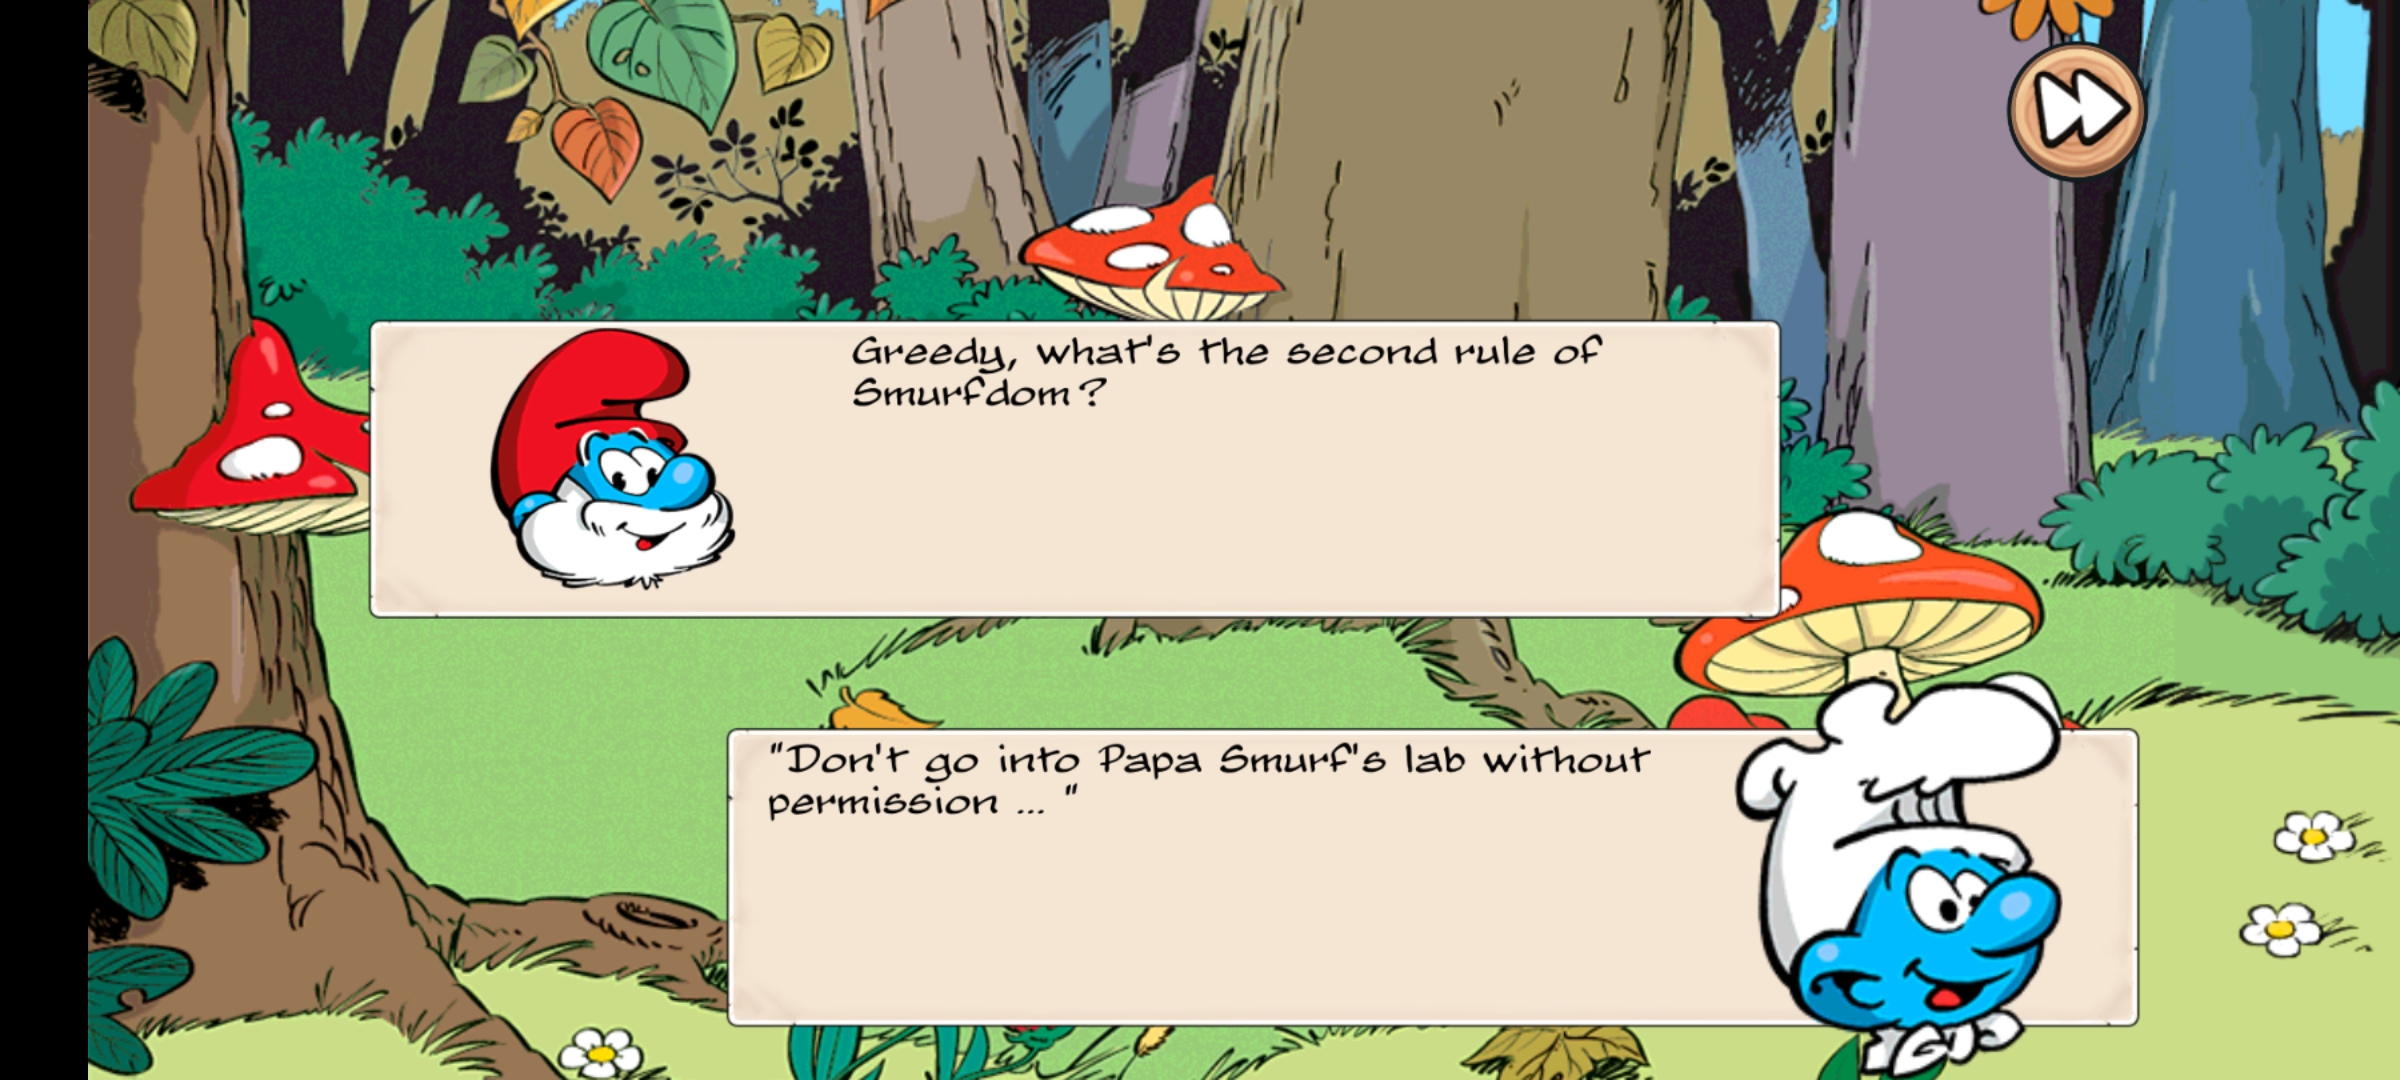 Greedy, what's the second rule of
Smurfdom?
"Don't go into Papa Smurf's lab without
permission ... "